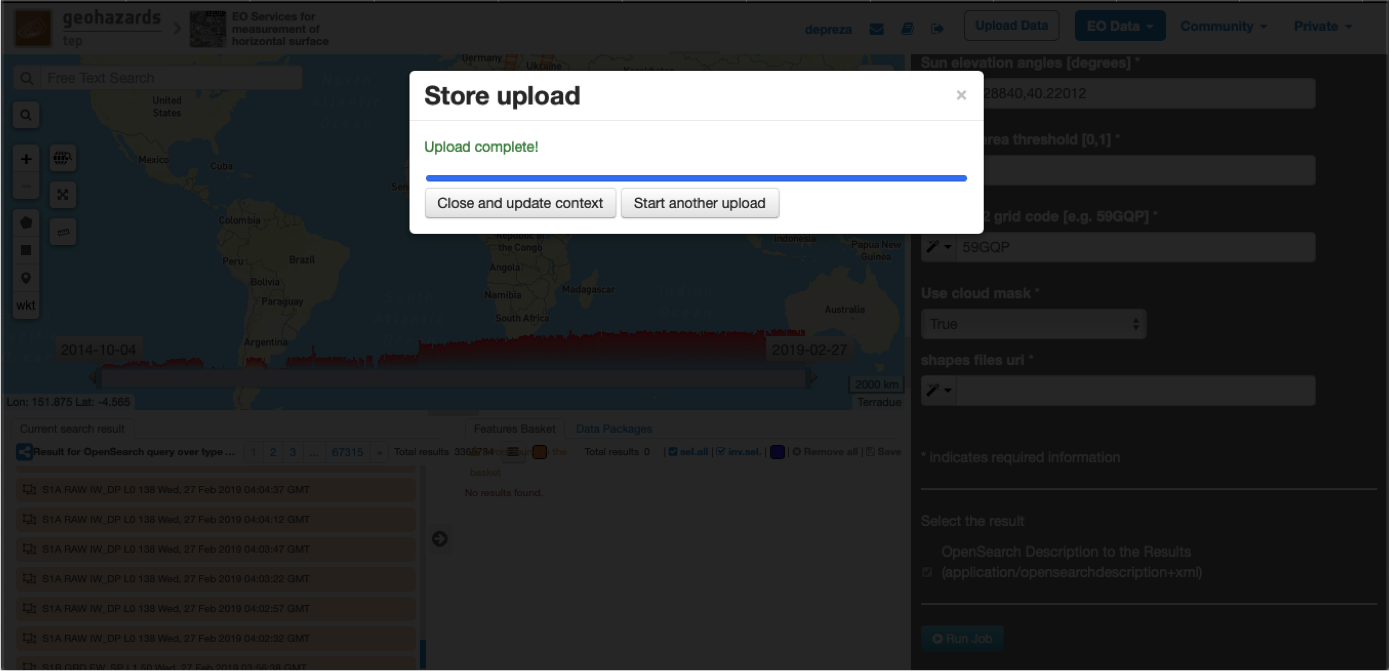 geohazards
tep
EO Services for
measurement of
horizontal surface
depreza
Upload Data
EO Data
Community
Private
Free Text Search
Store upload
×
Upload complete!
Close and update context
Start another upload
Germany
Ukraine
United
States
Mexico
Cuba
Colombia
Peru
Brazil
Bolivia
Paraguay
Argentina
the Congo
Angola
Namibia
Madagascar
South Africa
Indonesia
Papua New
Guinea
Australia
+
−
wkt
2014-10-04
2019-02-27
2000 km
Lon: 151.875 Lat: -4.565
Terradue
Current search result
Result for OpenSearch query over type ...
1 2 3 ... 67315 »
Total results
S1A RAW IW_DP L0 138 Wed, 27 Feb 2019 04:04:37 GMT
S1A RAW IW_DP L0 138 Wed, 27 Feb 2019 04:04:12 GMT
S1A RAW IW_DP L0 138 Wed, 27 Feb 2019 04:03:47 GMT
S1A RAW IW_DP L0 138 Wed, 27 Feb 2019 04:03:22 GMT
S1A RAW IW_DP L0 138 Wed, 27 Feb 2019 04:02:57 GMT
S1A RAW IW_DP L0 138 Wed, 27 Feb 2019 04:02:32 GMT
Features Basket
Data Packages
the
basket
Total results 0
| sel.all | inv.sel. |
Remove all | Save
No results found.
Sun elevation angles [degrees] *
28840,40.22012
area threshold [0,1] *
2 grid code [e.g. 59GQP] *
59GQP
Use cloud mask *
True
shapes files uri *
* indicates required information
Select the result
OpenSearch Description to the Results
(application/opensearchdescription+xml)
Run Job